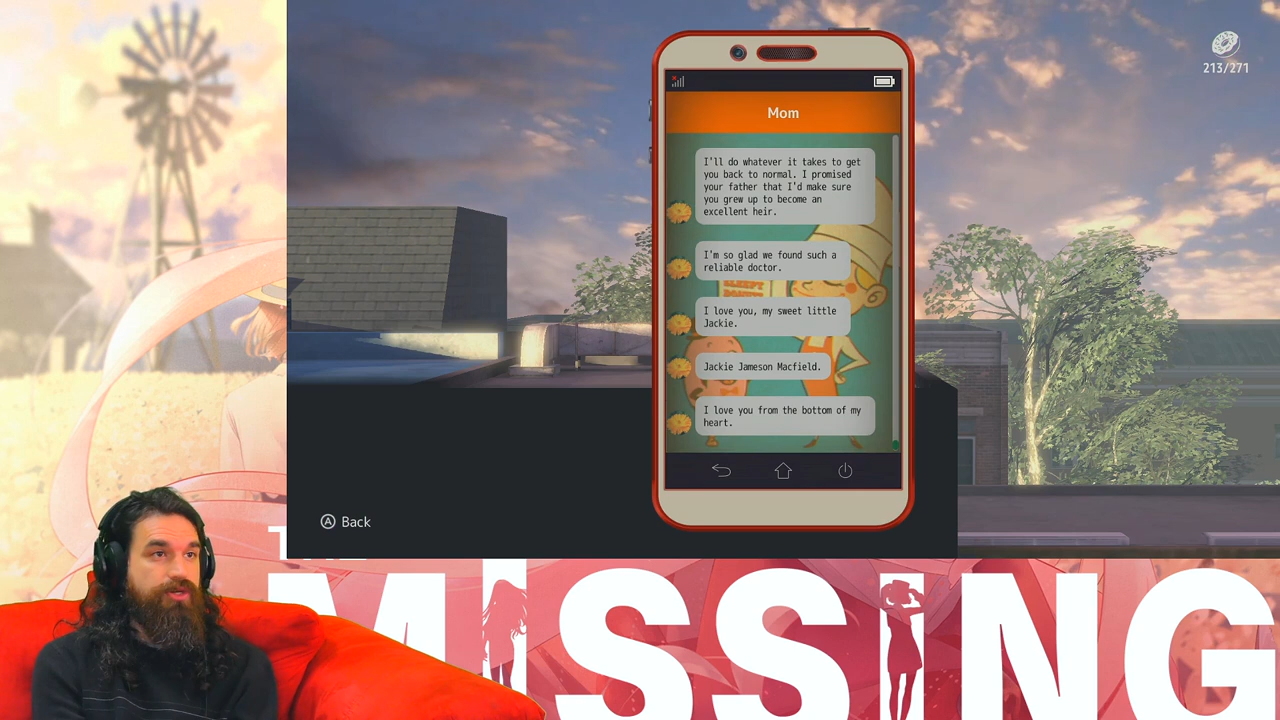 213/271
Mom
I'll do whatever it takes to get
you back to normal. I promised
your father that I'd make sure
you grew up to become an
excellent heir.
I'm so glad we found such a
reliable doctor.
I love you, my sweet little
Jackie.
Jackie Jameson Macfield.
I love you from the bottom of my
heart.
A Back
MISSING